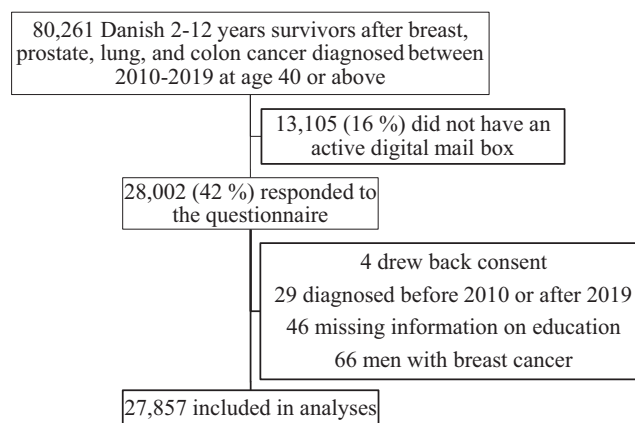 80,261 Danish 2-12 years survivors after breast,
prostate, lung, and colon cancer diagnosed between
2010-2019 at age 40 or above
13,105 (16 %) did not have an
active digital mail box
28,002 (42 %) responded to
the questionnaire
4 drew back consent
29 diagnosed before 2010 or after 2019
46 missing information on education
66 men with breast cancer
27,857 included in analyses